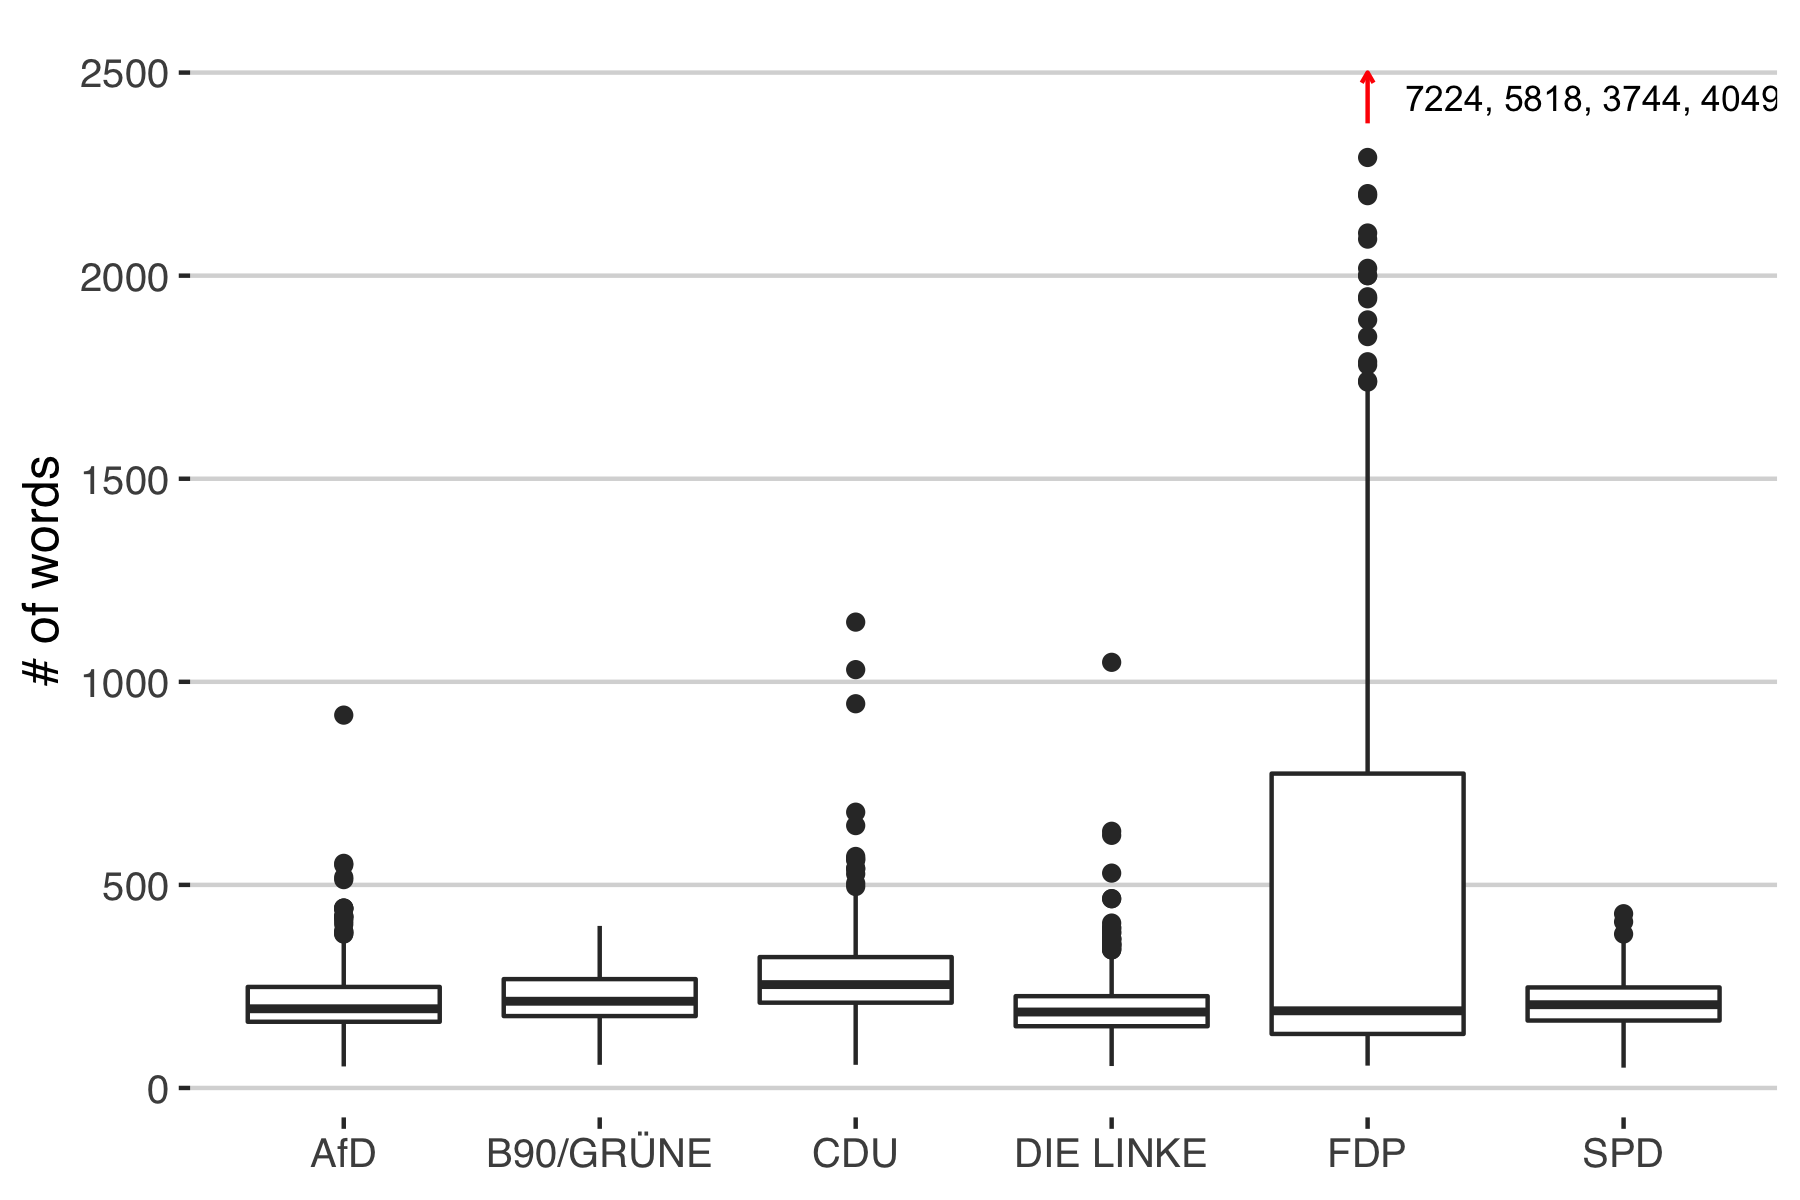 2500
7224, 5818, 3744, 4049
2000
1500
1000
500
0
# of words
AfD B90/GRÜNE CDU DIE LINKE FDP SPD